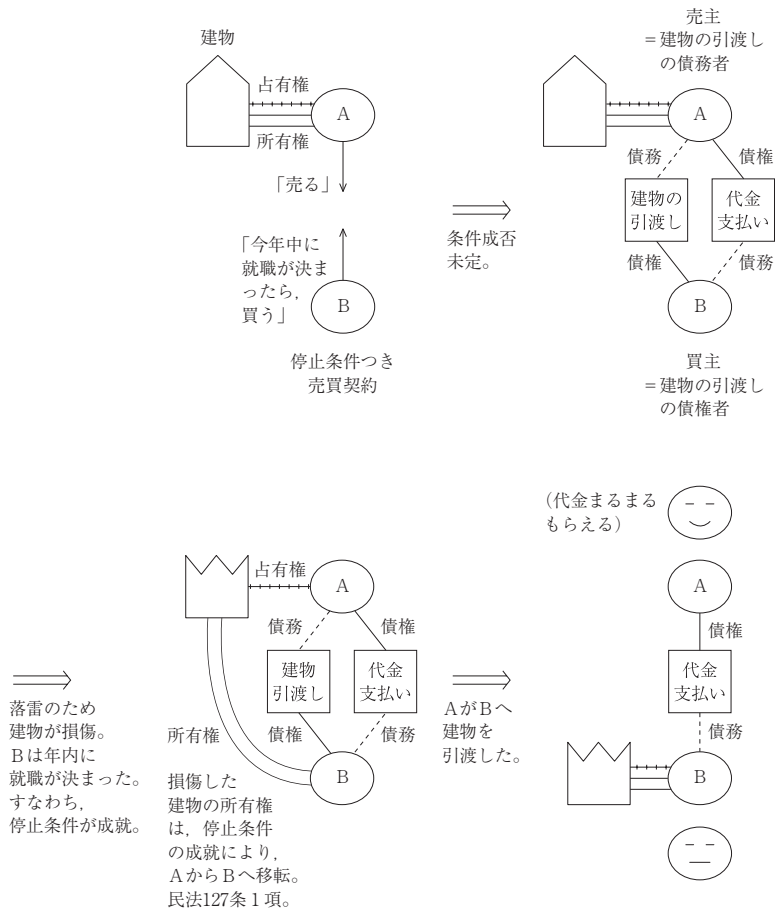 建物
占有権
A
所有権
「売る」
「今年中に
就職が決ま
ったら,
買う」
B
停止条件つき
売買契約
条件成否
未定。
売主
＝建物の引渡し
の債務者
A
債務
債権
建物の
引渡し
代金
支払い
債権
債務
B
買主
＝建物の引渡し
の債権者
落雷のため
建物が損傷。
Bは年内に
就職が決まった。
すなわち,
停止条件が成就。
占有権
A
債務
債権
建物
引渡し
代金
支払い
所有権
債権
債務
B
損傷した
建物の所有権
は，停止条件
の成就により，
AからBへ移転。
民法127条1項。
AがBへ
建物を
引渡した。
(代金まるまる
もらえる)
A
債権
代金
支払い
債務
B